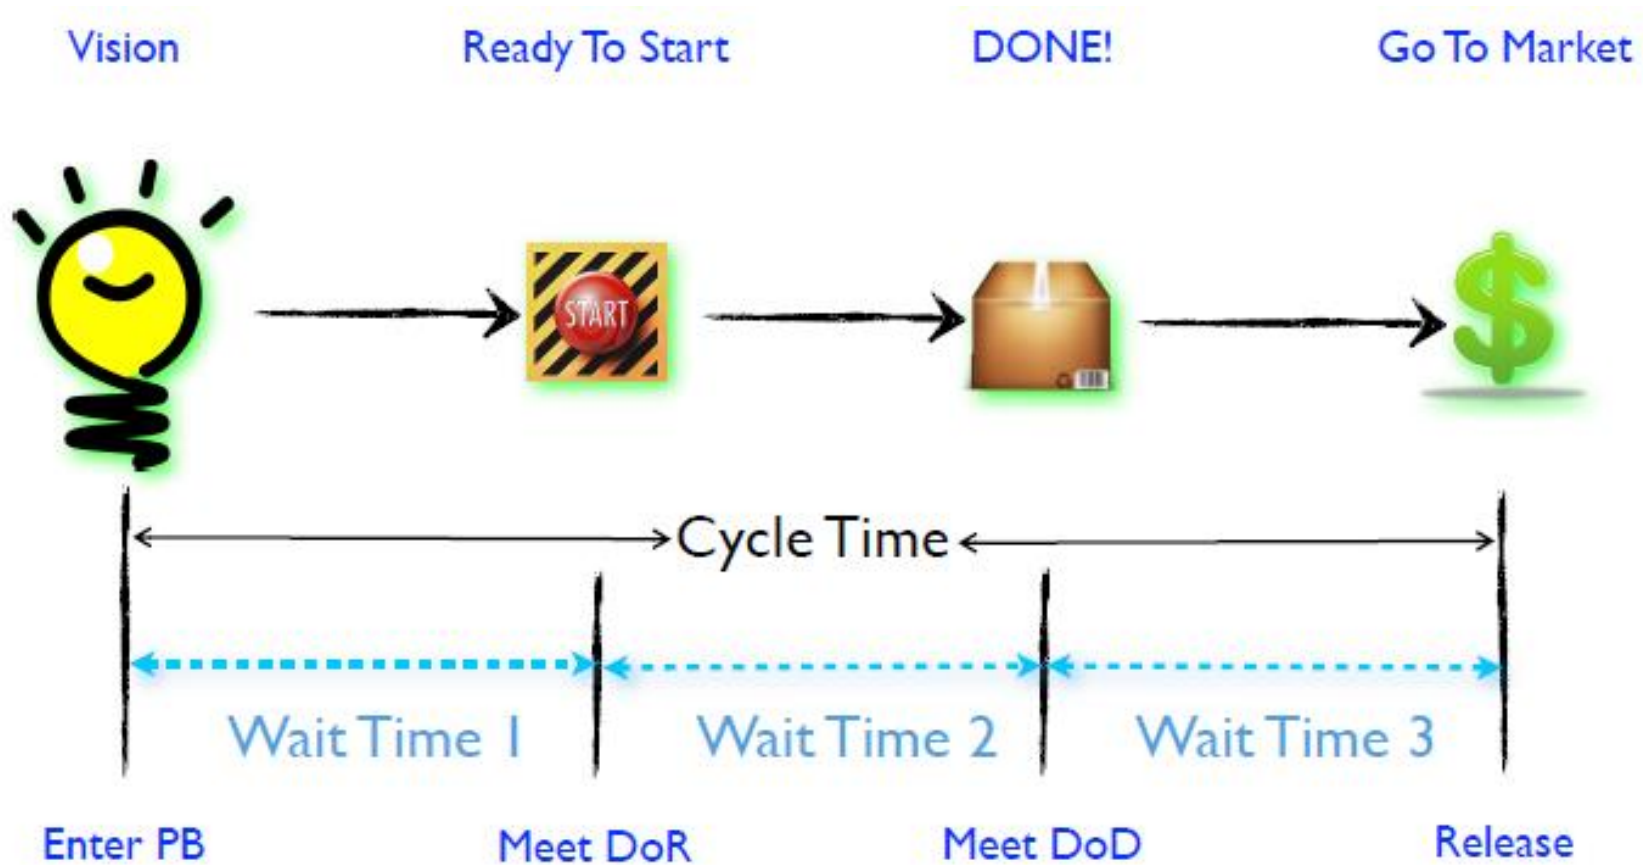 Vision
Ready To Start
DONE!
Go To Market
START
Cycle Time
Wait Time 1
Wait Time 2
Wait Time 3
Enter PB
Meet DoR
Meet DoD
Release